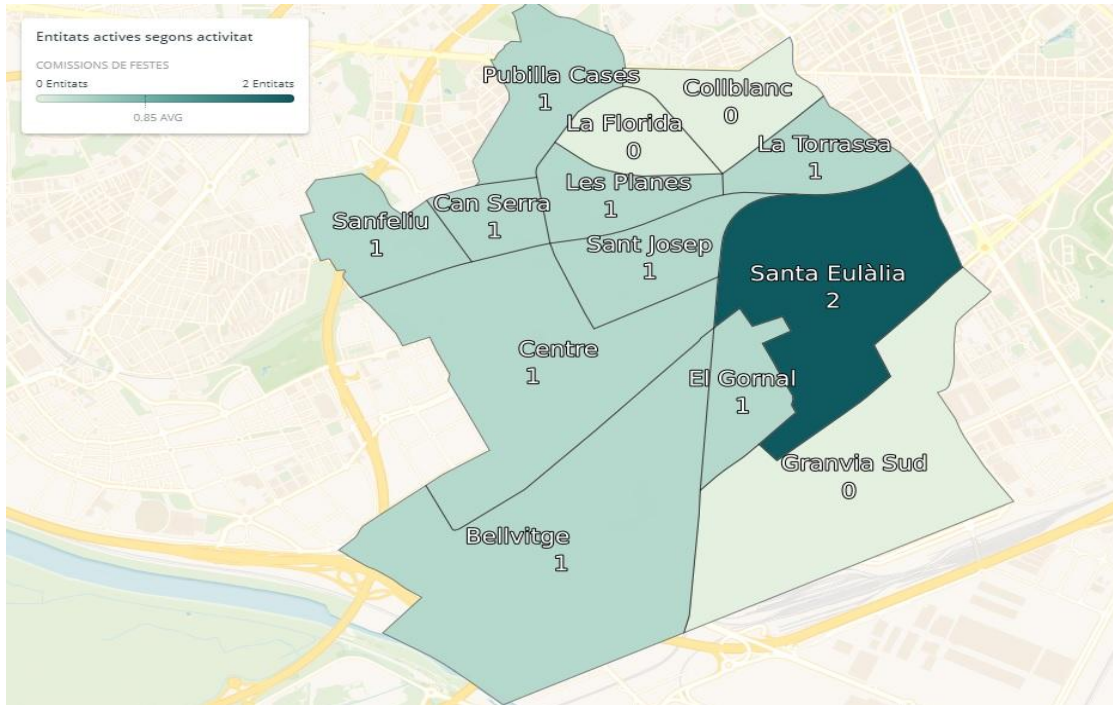 Entitats actives segons activitat
COMISSIONS DE FESTES
0 Entitats 2 Entitats
0.85 AVG
Pubilla Cases
1
Collblanc
0
La Florida
0
La Torrassa
1
Les Planes
1
Can Serra
1
Sanfeliu
1
Sant Josep
1
Santa Eulàlia
2
Centre
1
El Gornal
1
Granvia Sud
0
Bellvitge
1